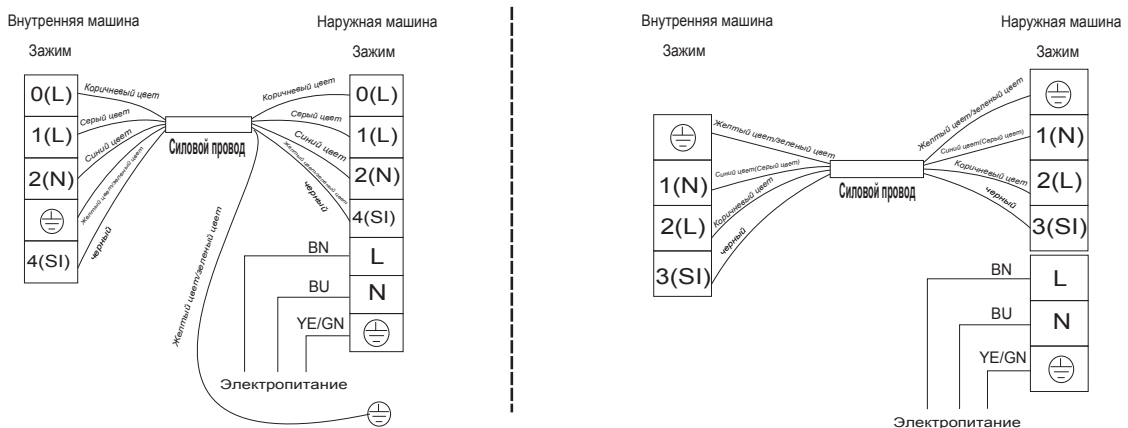 Внутренняя машина
Наружная машина
Зажим
Зажим
0(L)
1(L)
2(N)
4(SI)
Коричневый цвет
Серый цвет
Синий цвет
Желтый цвет/зеленый цвет
черный
Силовой провод
Коричневый цвет
Серый цвет
Синий цвет
Желтый цвет/зеленый цвет
черный
Желтый цвет/зеленый цвет
0(L)
1(L)
2(N)
4(SI)
L
N
BN
BU
YE/GN
Электропитание
Внутренняя машина
Наружная машина
Зажим
Зажим
1(N)
2(L)
3(SI)
Желтый цвет/зеленый цвет
Синий цвет(Серый цвет)
Коричневый цвет
черный
Силовой провод
Желтый цвет/зеленый цвет
Синий цвет(Серый цвет)
Коричневый цвет
черный
1(N)
2(L)
3(SI)
L
N
BN
BU
YE/GN
Электропитание